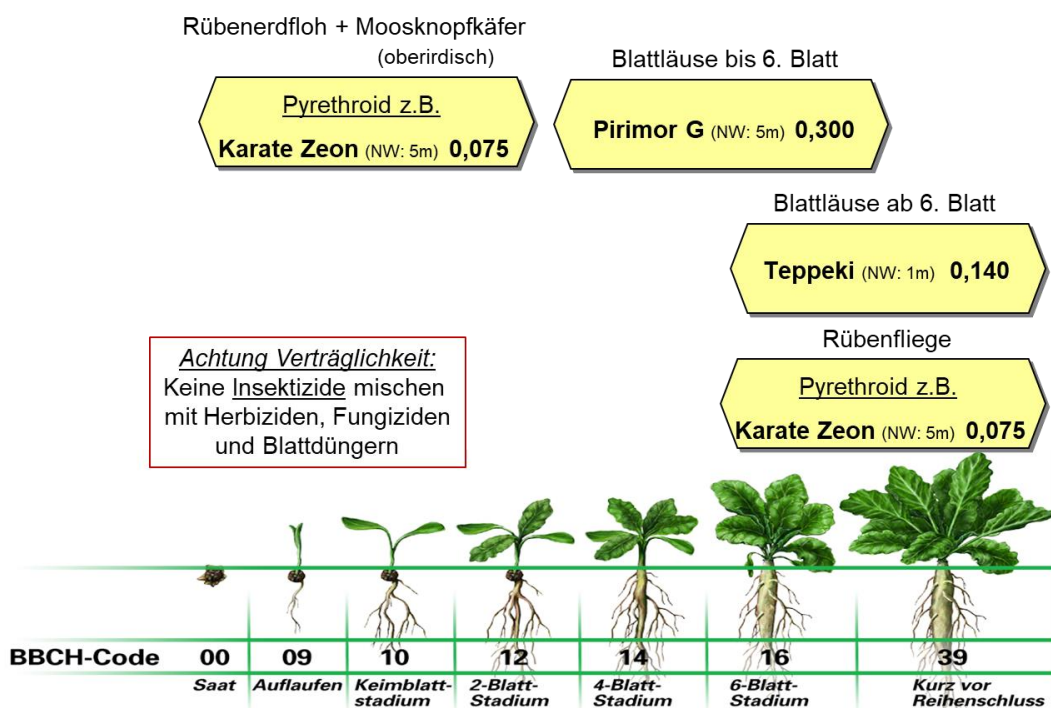 Rübenerdfloh + Moosknopfkäfer
(oberirdisch)
Pyrethroid z.B.
Karate Zeon (NW: 5m) 0,075
Blattläuse bis 6. Blatt
Pirimor G (NW: 5m) 0,300
Blattläuse ab 6. Blatt
Teppeki (NW: 1m) 0,140
Rübenfliege
Pyrethroid z.B.
Karate Zeon (NW: 5m) 0,075
Achtung Verträglichkeit:
Keine Insektizide mischen
mit Herbiziden, Fungiziden
und Blattdüngern
BBCH-Code 00 09 10 12 14 16 39
Saat
Auflaufen
Keimblatt-
stadium
2-Blatt-
Stadium
4-Blatt-
Stadium
6-Blatt-
Stadium
Kurz vor
Reihenschluss